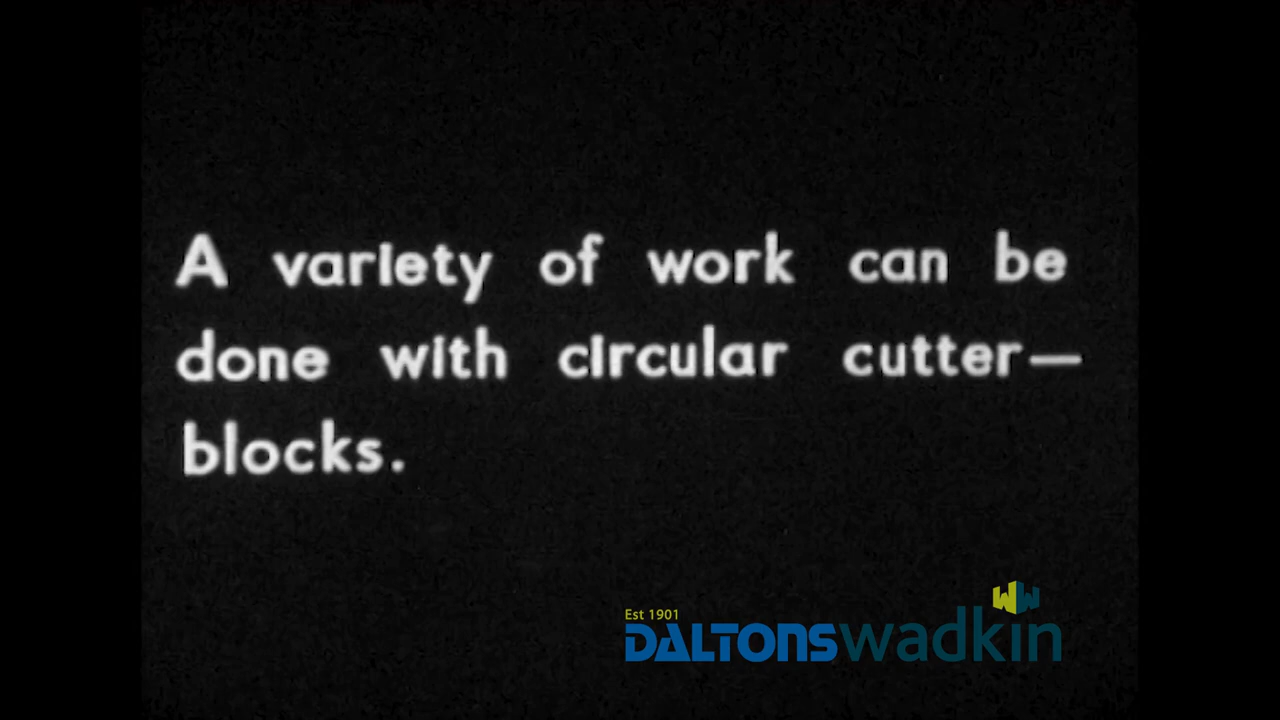 A variety of work can be
done with circular cutter—
blocks.
Est 1901
DALTONSwadkin